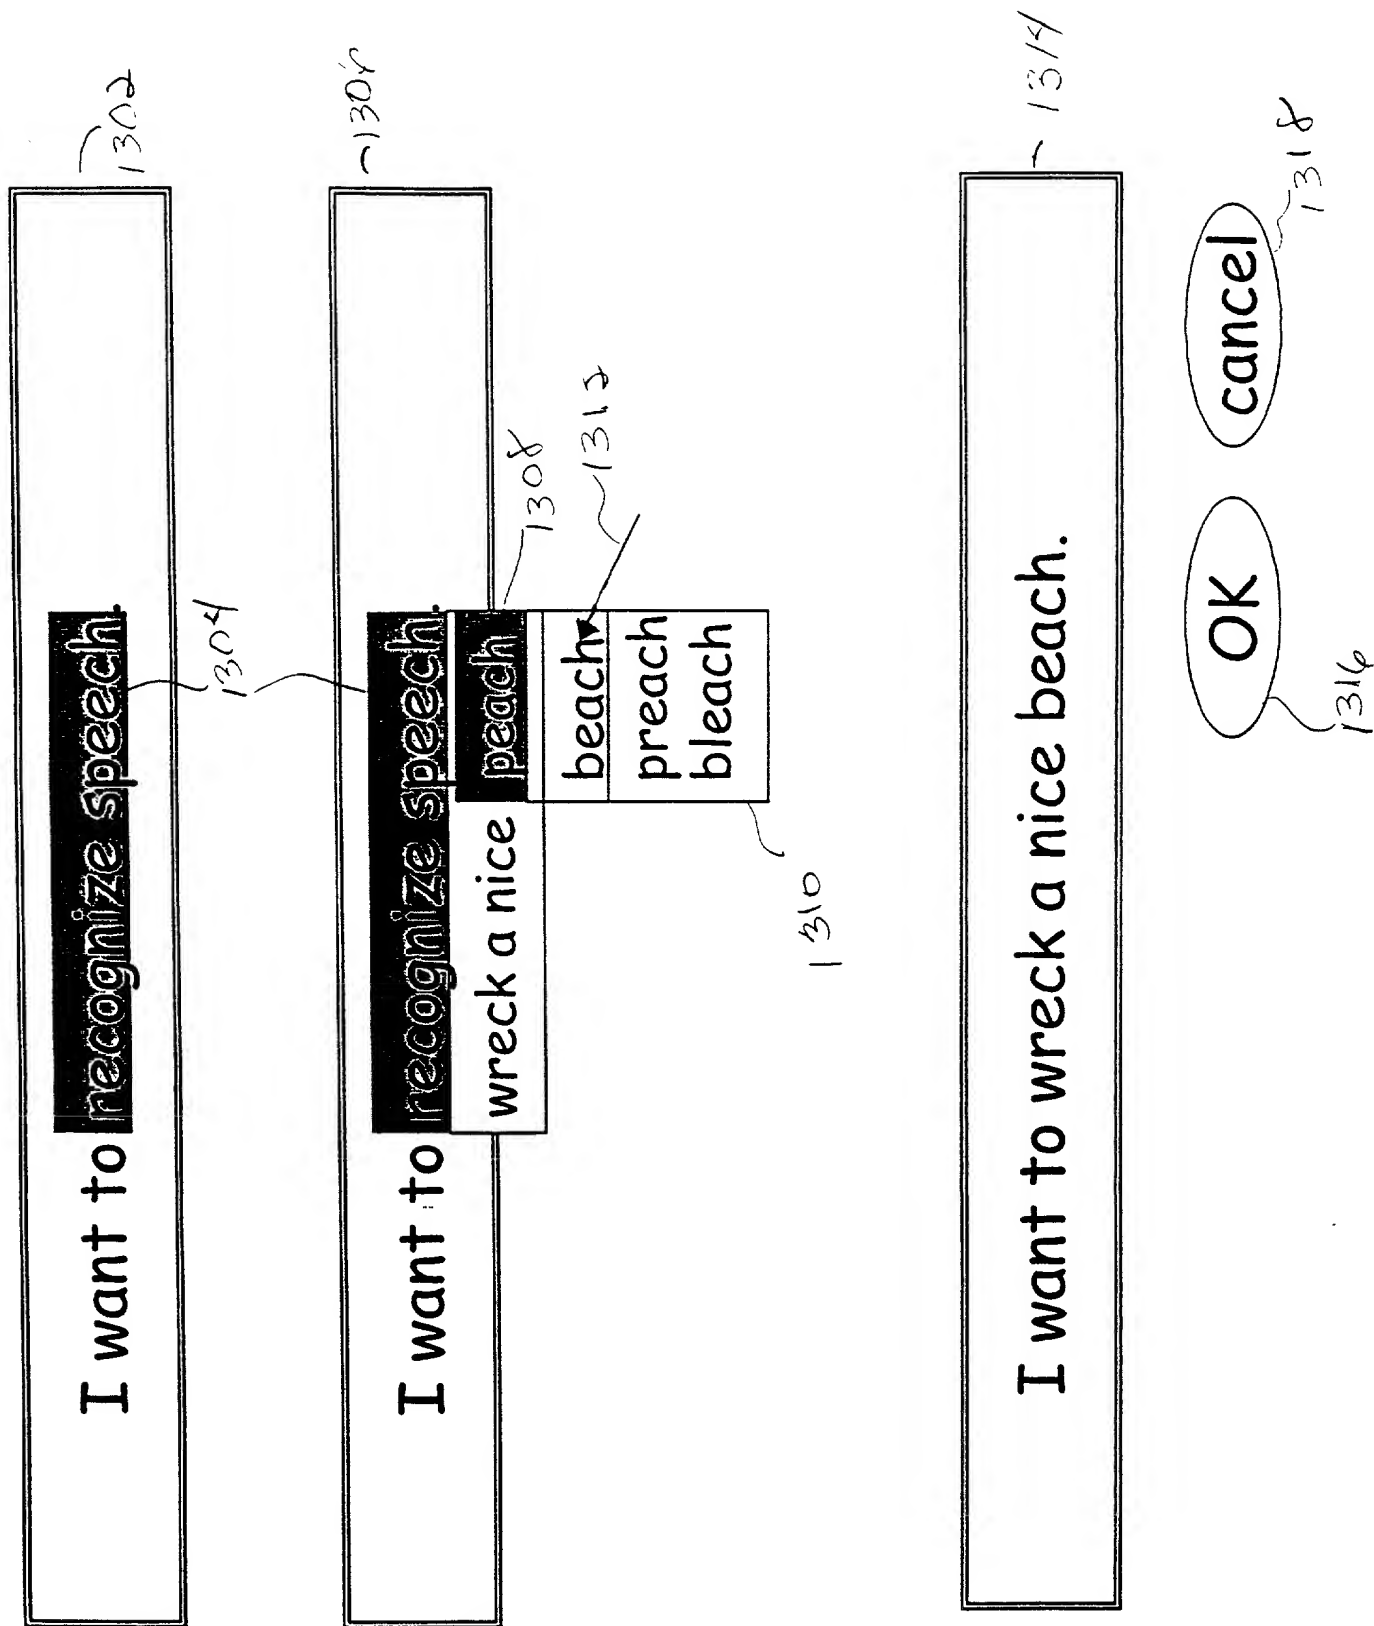 1302
I want to recognize speech.
1304
I want to recognize speech.
wreck a nice peach
1308
beach
1312
preach
bleach
1310
1314
I want to wreck a nice beach.
OK cancel
1316 1318